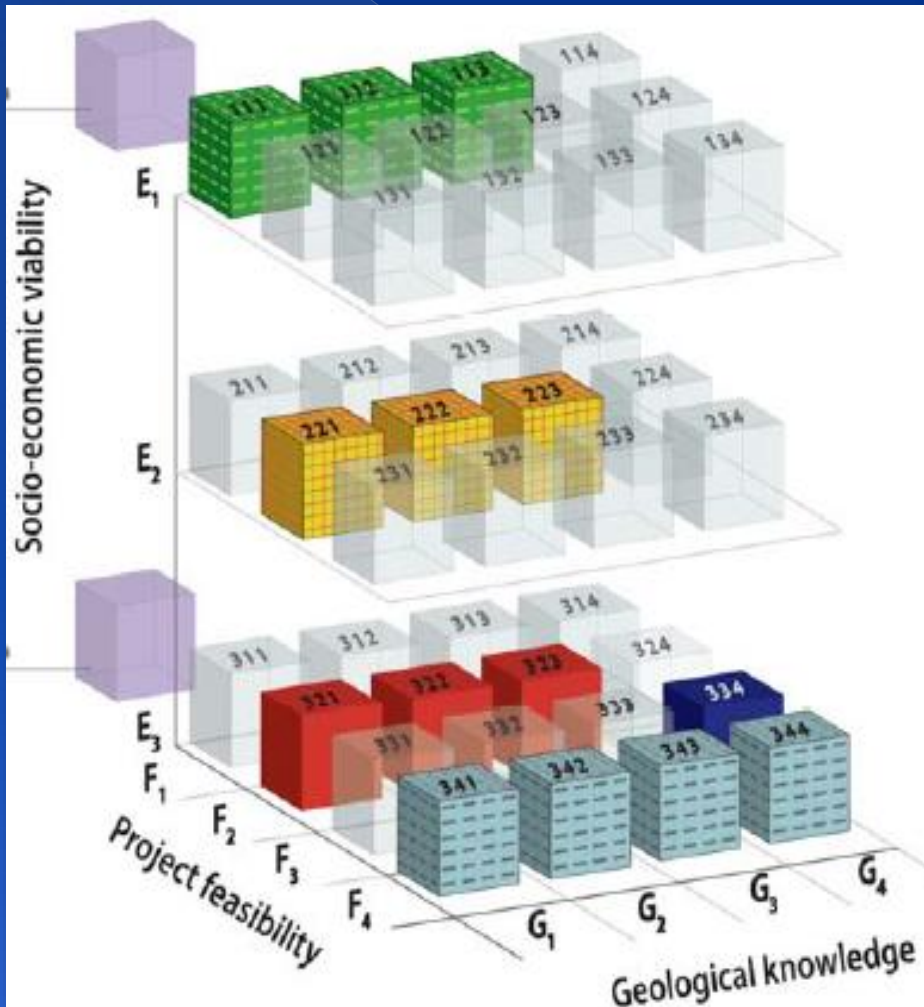 Socio-economic viability
E1
111 112 113 114
121 122 123 124
131 132 133 134
E2
211 212 213 214
221 222 223 224
231 232 233 234
E3
311 312 313 314
321 322 323 324
331 332 333 334
341 342 343 344
F1
F2
F3
F4
Project feasibility
G1
G2
G3
G4
Geological knowledge